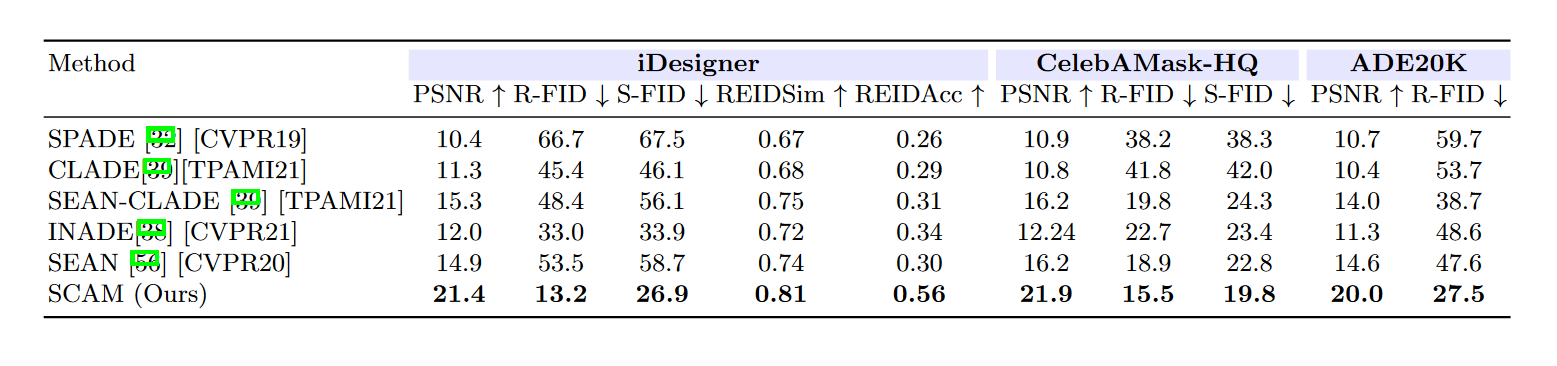 Method iDesigner CelebAMask-HQ ADE20K
PSNR ↑ R-FID ↓ S-FID ↓ REIDSim ↑ REIDAcc ↑ PSNR ↑ R-FID ↓ S-FID ↓ PSNR ↑ R-FID ↓
SPADE [32] [CVPR19] 10.4 66.7 67.5 0.67 0.26 10.9 38.2 38.3 10.7 59.7
CLADE[39][TPAMI21] 11.3 45.4 46.1 0.68 0.29 10.8 41.8 42.0 10.4 53.7
SEAN-CLADE [39] [TPAMI21] 15.3 48.4 56.1 0.75 0.31 16.2 19.8 24.3 14.0 38.7
INADE[38] [CVPR21] 12.0 33.0 33.9 0.72 0.34 12.24 22.7 23.4 11.3 48.6
SEAN [56] [CVPR20] 14.9 53.5 58.7 0.74 0.30 16.2 18.9 22.8 14.6 47.6
SCAM (Ours) 21.4 13.2 26.9 0.81 0.56 21.9 15.5 19.8 20.0 27.5